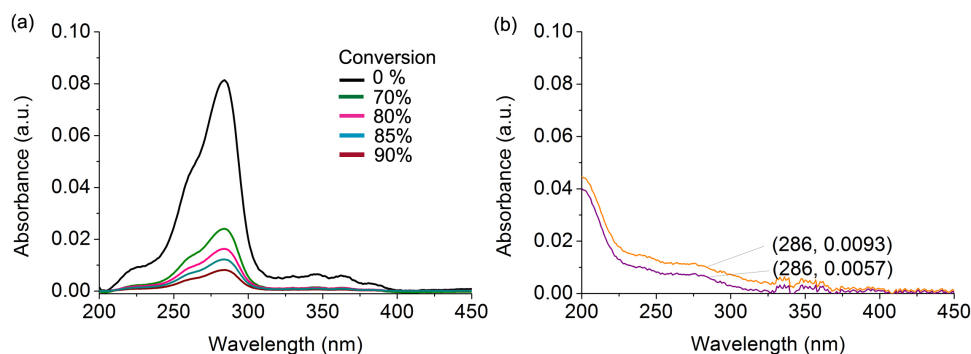 (a)
Absorbance (a.u.)
0.10
0.08
0.06
0.04
0.02
0.00
200 250 300 350 400 450
Wavelength (nm)
Conversion
0 %
70%
80%
85%
90%
(b)
Absorbance (a.u.)
0.10
0.08
0.06
0.04
0.02
0.00
(286, 0.0093)
(286, 0.0057)
200 250 300 350 400 450
Wavelength (nm)